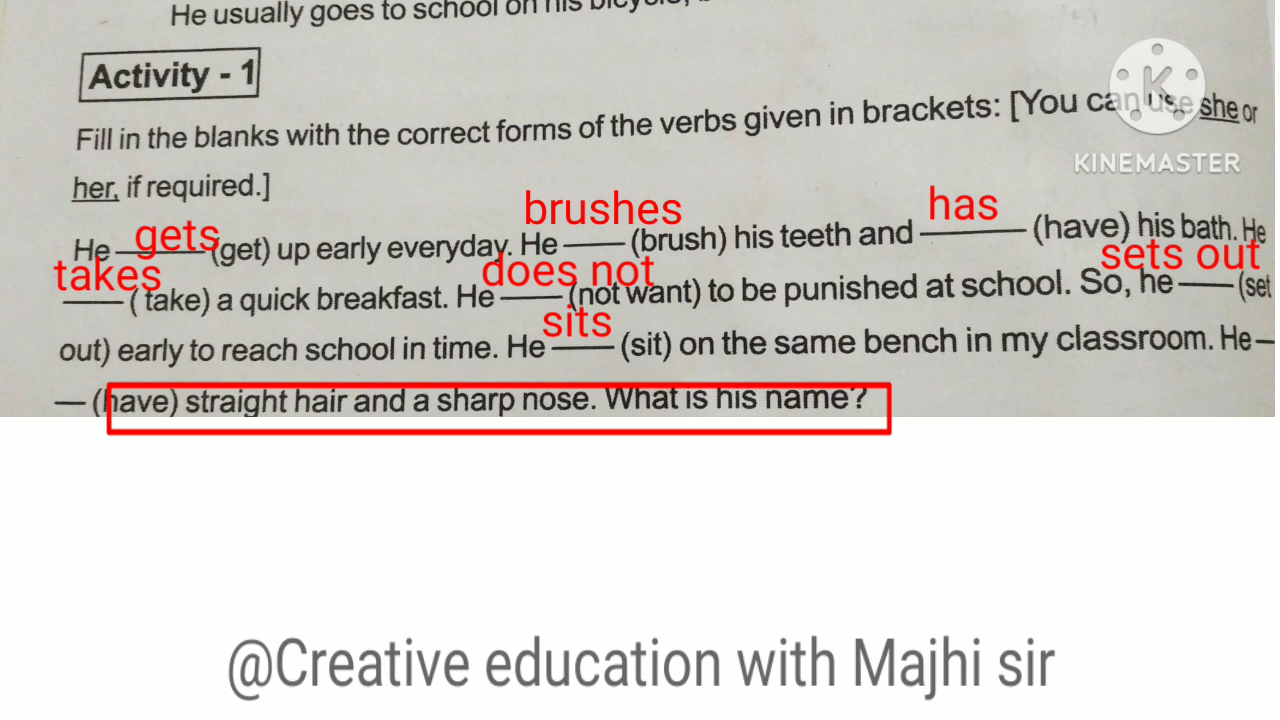 He usually goes to school on his bicycle,
Activity - 1
Fill in the blanks with the correct forms of the verbs given in brackets: [You can use she or
her, if required.]
KINEMASTER
brushes
has
gets
He ——— (get) up early everyday. He —— (brush) his teeth and ——— (have) his bath. He
takes
does not
sets out
—— ( take) a quick breakfast. He —— (not want) to be punished at school. So, he —— (set
sits
out) early to reach school in time. He —— (sit) on the same bench in my classroom. He —
— (have) straight hair and a sharp nose. What is his name?
@Creative education with Majhi sir